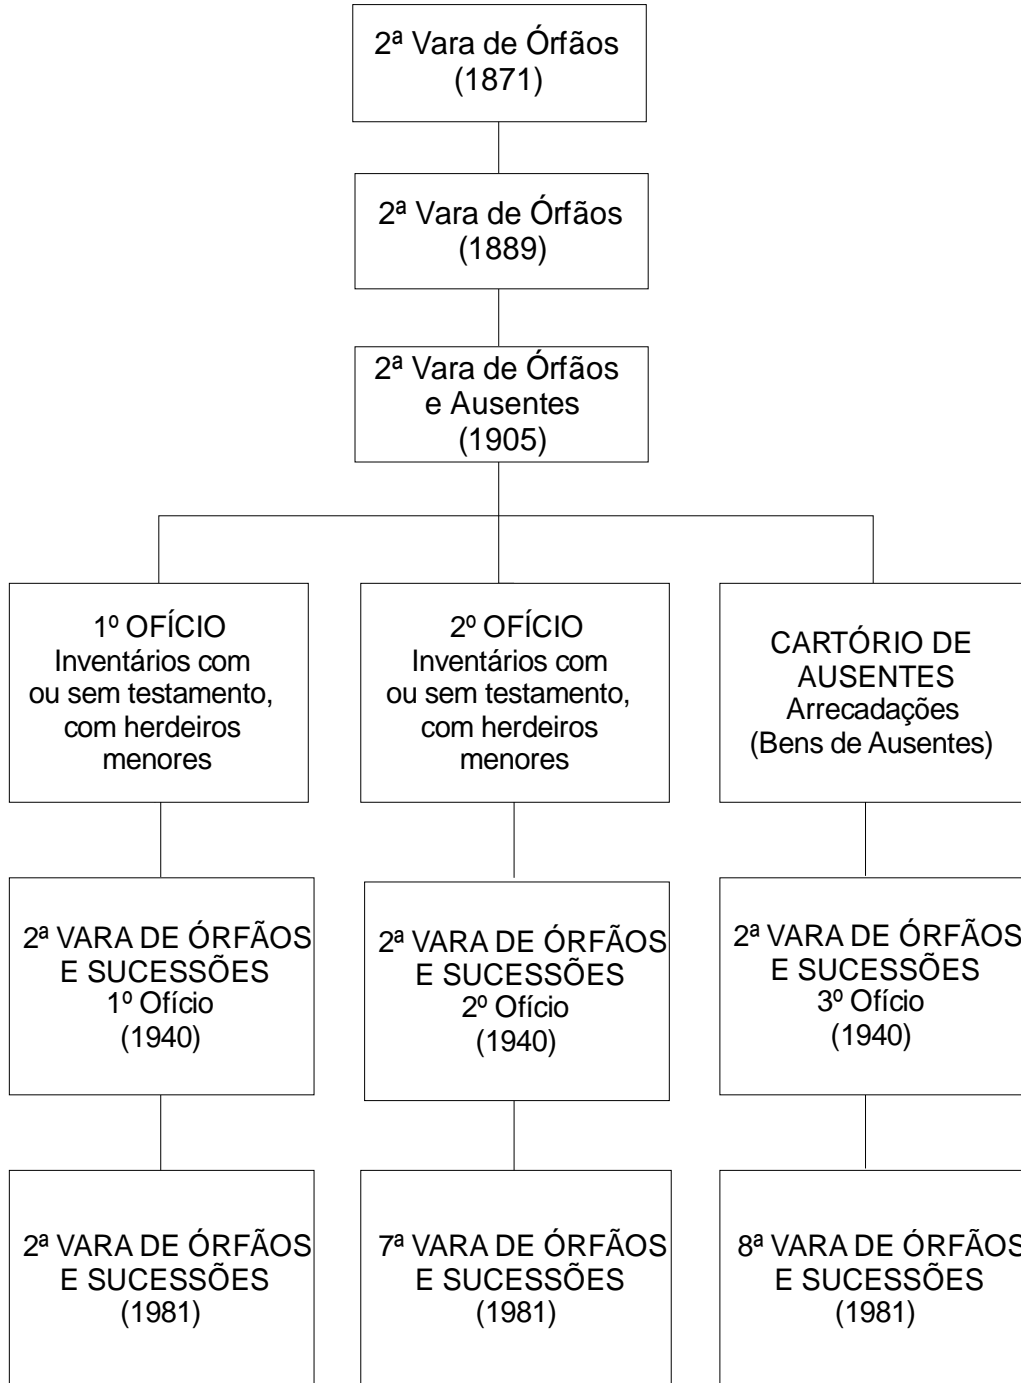 2ª Vara de Órfãos
(1871)
2ª Vara de Órfãos
(1889)
2ª Vara de Órfãos
e Ausentes
(1905)
1º OFÍCIO
Inventários com
ou sem testamento,
com herdeiros
menores
2º OFÍCIO
Inventários com
ou sem testamento,
com herdeiros
menores
CARTÓRIO DE
AUSENTES
Arrecadações
(Bens de Ausentes)
2ª VARA DE ÓRFÃOS
E SUCESSÕES
1º Ofício
(1940)
2ª VARA DE ÓRFÃOS
E SUCESSÕES
2º Ofício
(1940)
2ª VARA DE ÓRFÃOS
E SUCESSÕES
3º Ofício
(1940)
2ª VARA DE ÓRFÃOS
E SUCESSÕES
(1981)
7ª VARA DE ÓRFÃOS
E SUCESSÕES
(1981)
8ª VARA DE ÓRFÃOS
E SUCESSÕES
(1981)